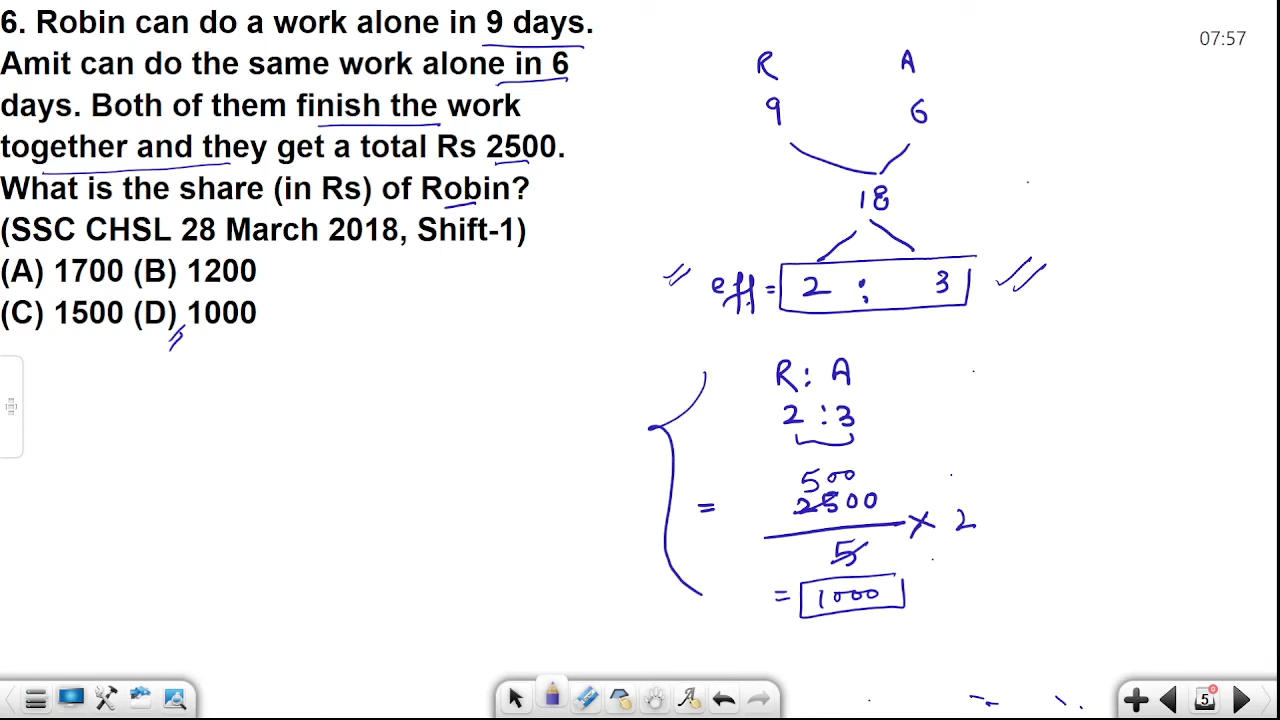 6. Robin can do a work alone in 9 days.
Amit can do the same work alone in 6
days. Both of them finish the work
together and they get a total Rs 2500.
What is the share (in Rs) of Robin?
(SSC CHSL 28 March 2018, Shift-1)
(A) 1700 (B) 1200
(C) 1500 (D) 1000
07:57
R A
9 6
18
eff = 2 : 3
R : A
2 : 3
500
= 2500
5
× 2
= 1000
5